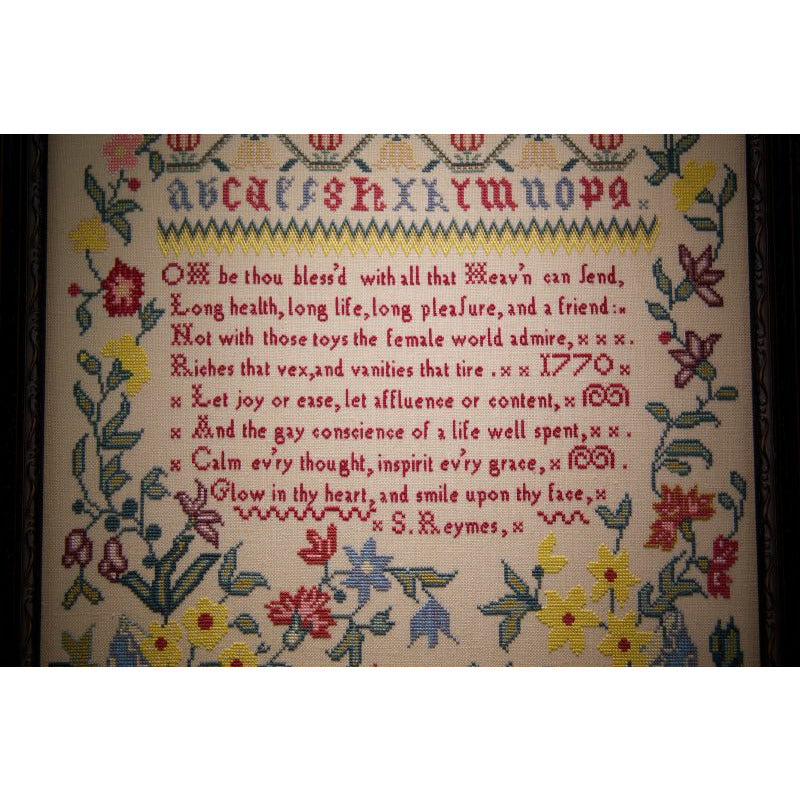 abcdefghiklmnopq
OH be thou bless'd with all that Heav'n can ſend,
Long health, long life, long pleaſure, and a friend:
Not with those toys the female world admire,
Riches that vex, and vanities that tire. 1770
Let joy or ease, let affluence or content,
And the gay conscience of a life well spent,
Calm ev'ry thought, inspirit ev'ry grace,
Glow in thy heart, and smile upon thy face,
S. Reymes,